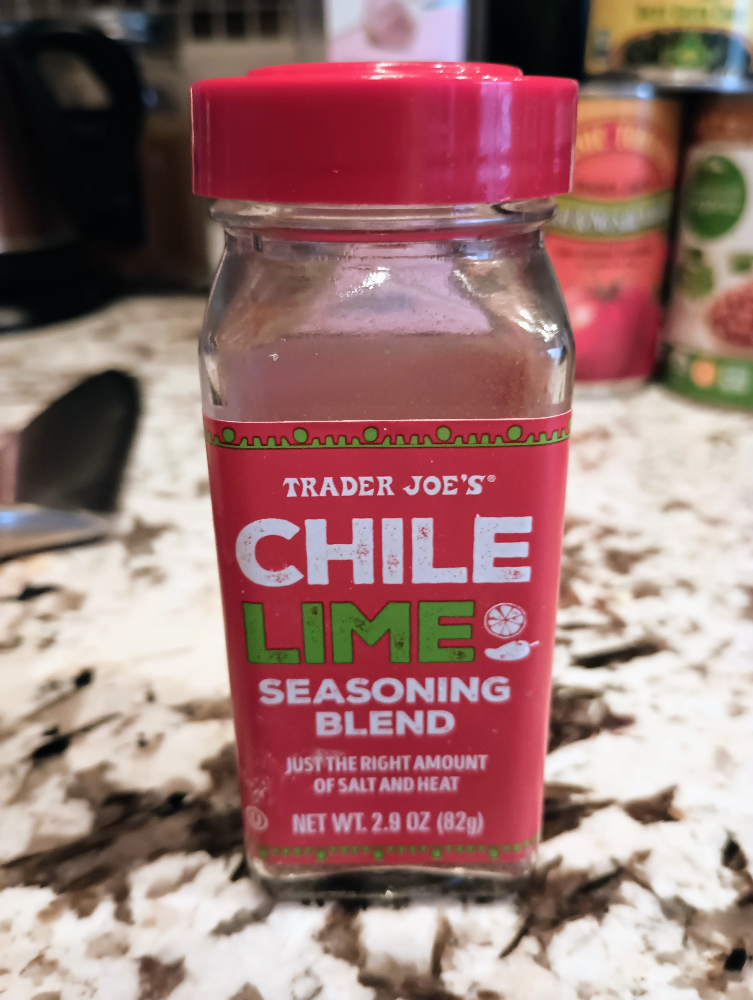 TRADER JOE'S®
CHILE
LIME
SEASONING
BLEND
JUST THE RIGHT AMOUNT
OF SALT AND HEAT
NET WT. 2.9 OZ (82g)